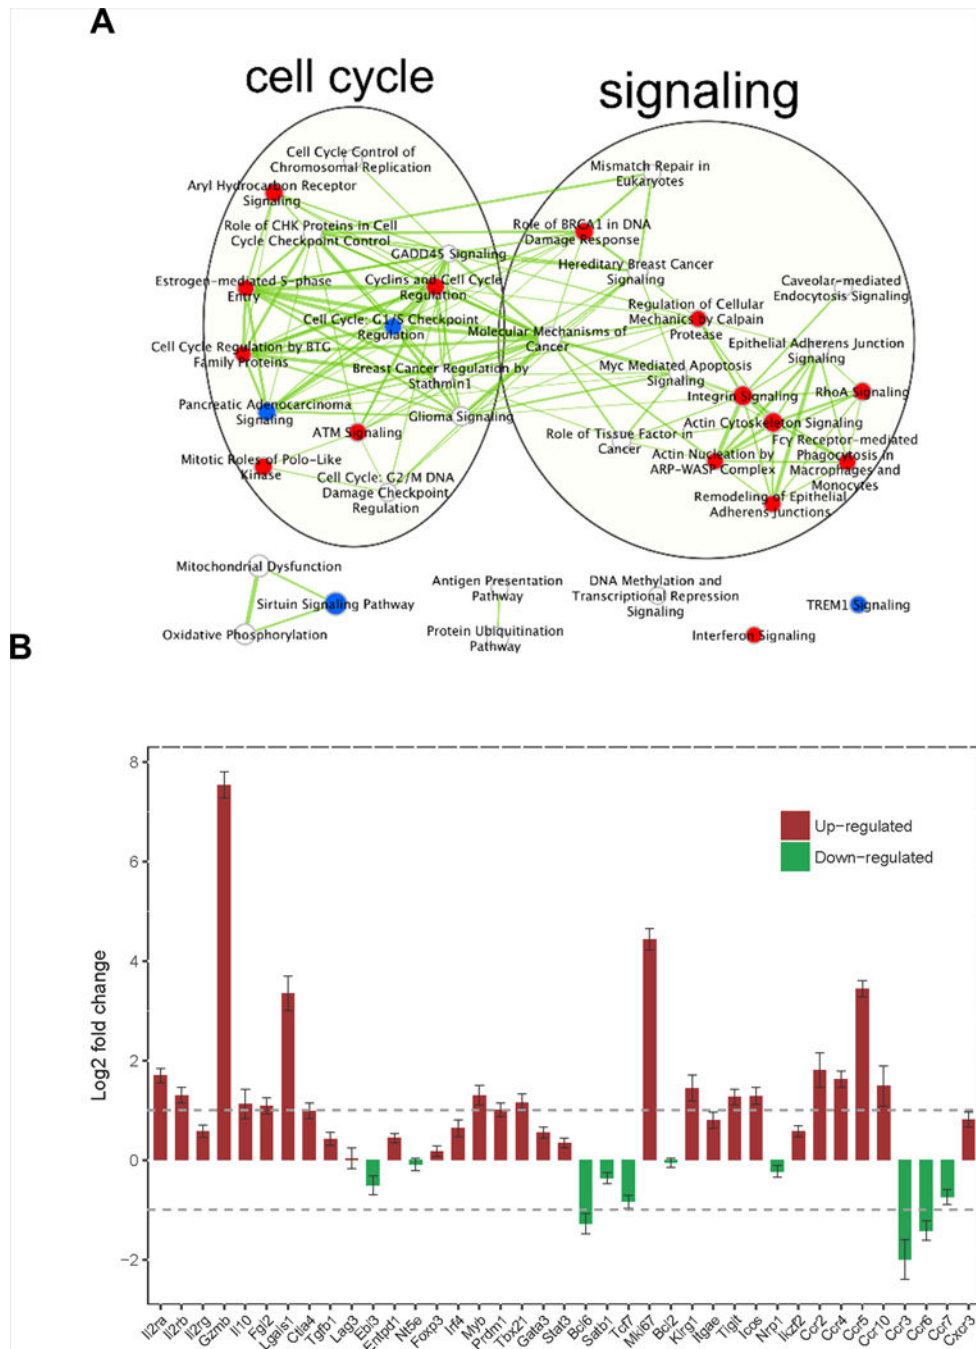 A
cell cycle
signaling
Cell Cycle Control of
Chromosomal Replication
Aryl Hydrocarbon Receptor
Signaling
Role of CHK Proteins in Cell
Cycle Checkpoint Control
GADD45 Signaling
Estrogen-mediated S-phase
Entry
Cyclins and Cell Cycle
Regulation
Cell Cycle: G1/S Checkpoint
Regulation
Cell Cycle Regulation by BTG
Family Proteins
Breast Cancer Regulation by
Stathmin1
Pancreatic Adenocarcinoma
Signaling
Glioma Signaling
ATM Signaling
Mitotic Roles of Polo-Like
Kinase
Cell Cycle: G2/M DNA
Damage Checkpoint
Regulation
Mismatch Repair in
Eukaryotes
Role of BRCA1 in DNA
Damage Response
Hereditary Breast Cancer
Signaling
Caveolar-mediated
Endocytosis Signaling
Regulation of Cellular
Mechanics by Calpain
Protease
Molecular Mechanisms of
Cancer
Epithelial Adherens Junction
Signaling
Myc Mediated Apoptosis
Signaling
Integrin Signaling
RhoA Signaling
Actin Cytoskeleton Signaling
Role of Tissue Factor in
Cancer
Actin Nucleation by
ARP-WASP Complex
Fcγ Receptor-mediated
Phagocytosis in
Macrophages and
Monocytes
Remodeling of Epithelial
Adherens Junctions
Mitochondrial Dysfunction
Sirtuin Signaling Pathway
Oxidative Phosphorylation
Antigen Presentation
Pathway
Protein Ubiquitination
Pathway
DNA Methylation and
Transcriptional Repression
Signaling
Interferon Signaling
TREM1 Signaling
B
Log2 fold change
8
6
4
2
0
−2
Up−regulated
Down−regulated
Il2ra
Il2rb
Il2rg
Gzmb
Il10
Fgl2
Lgals1
Ctla4
Tgfb1
Lag3
Ebi3
Entpd1
Nt5e
Foxp3
Irf4
Myb
Prdm1
Tbx21
Gata3
Stat3
Bcl6
Satb1
Tcf7
Mki67
Bcl2
Klrg1
Itgae
Tigit
Icos
Nrp1
Ikzf2
Ccr2
Ccr4
Ccr5
Ccr10
Ccr3
Ccr6
Ccr7
Cxcr3